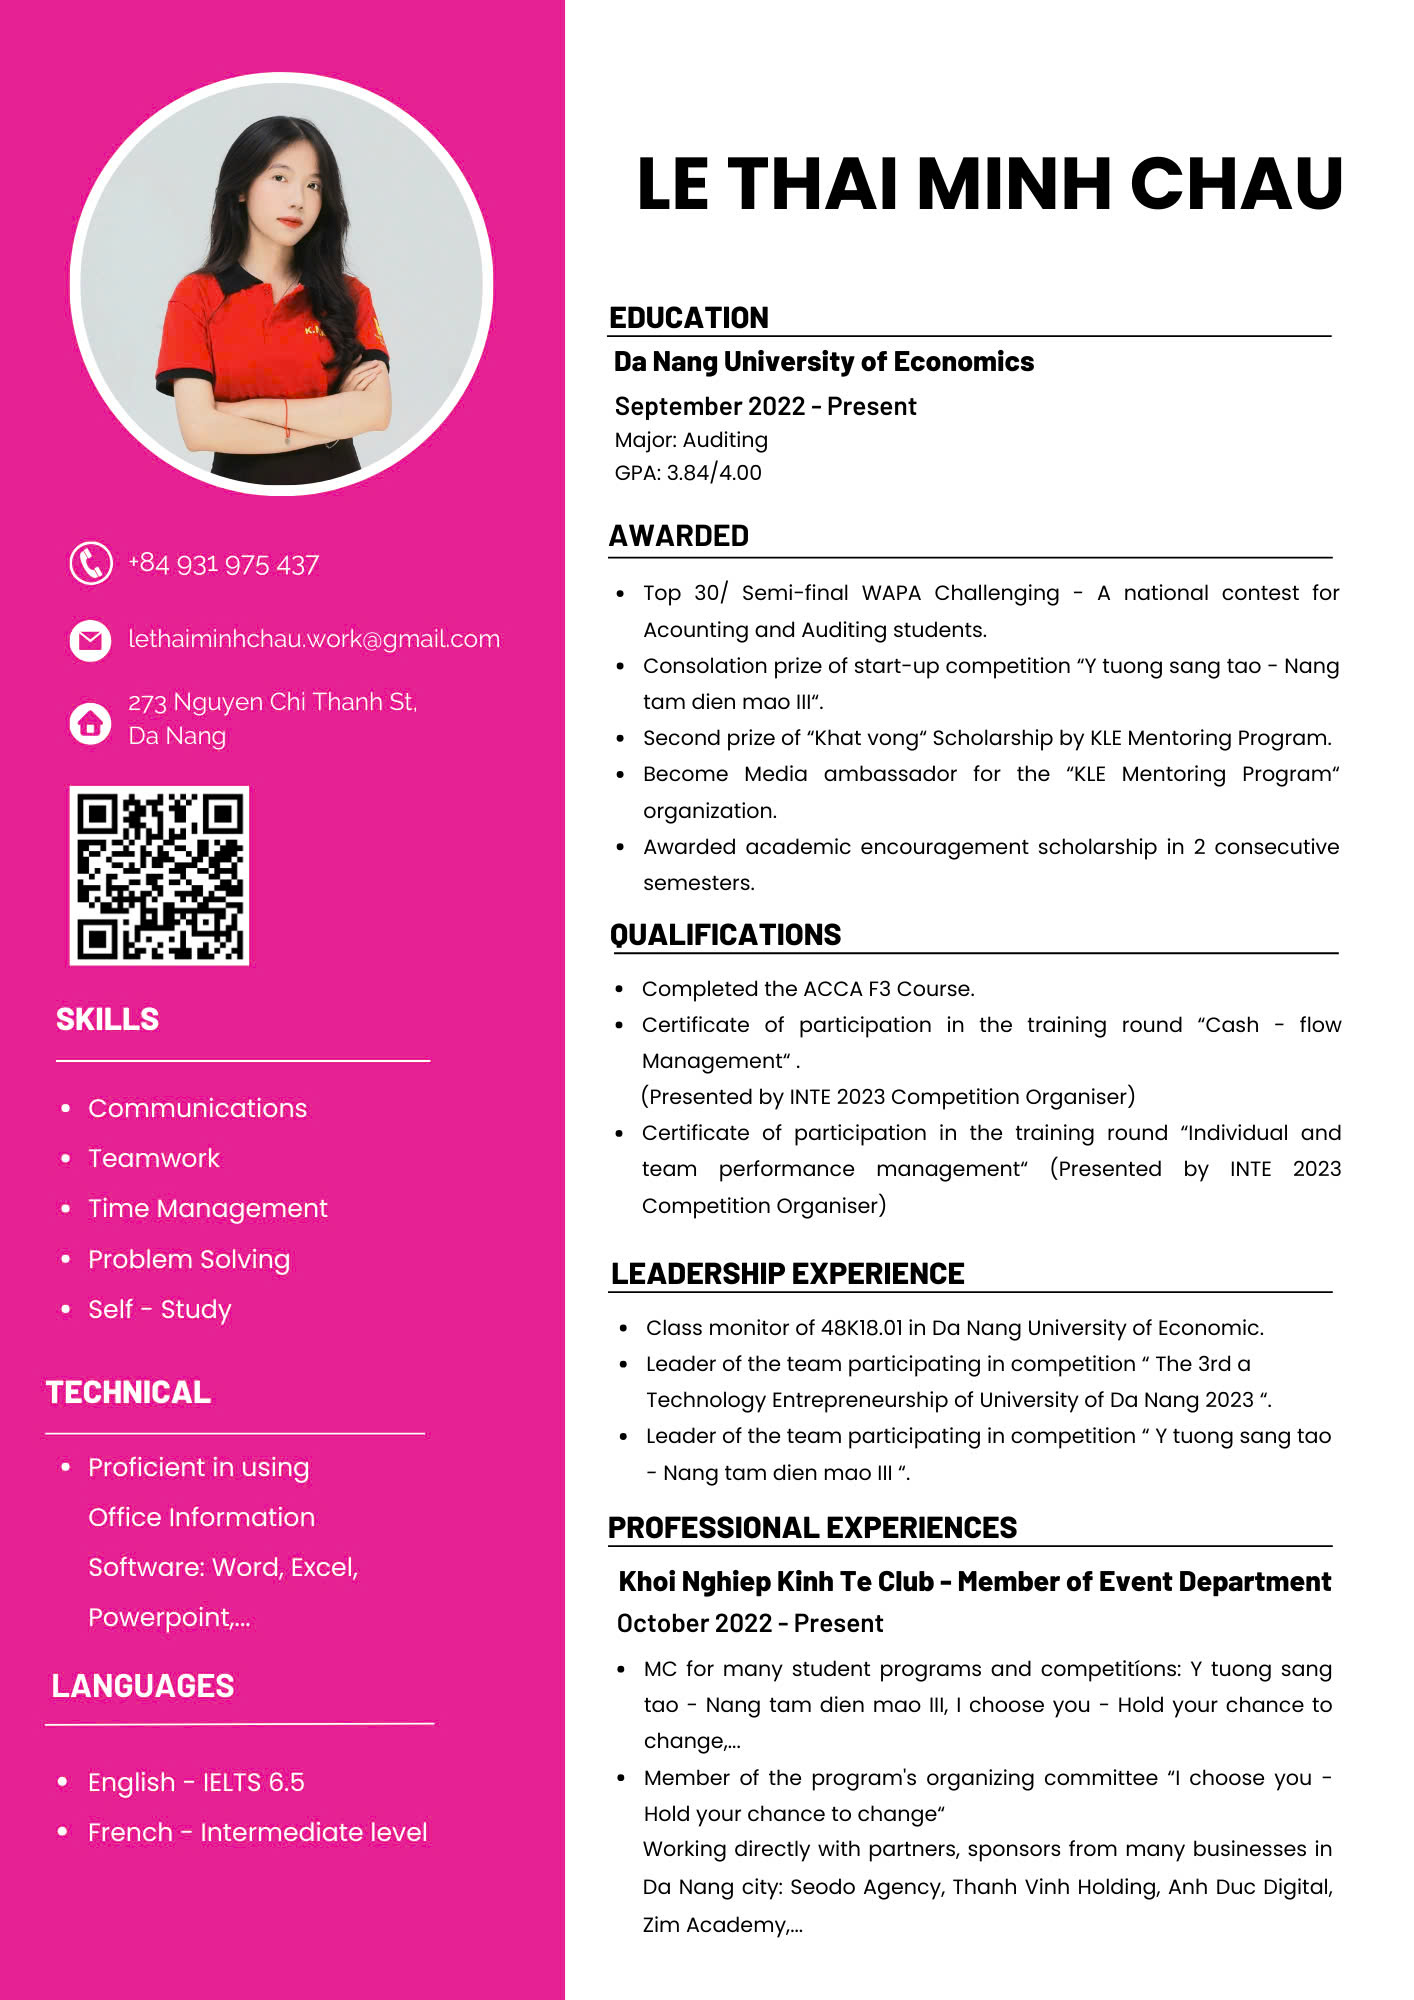 LE THAI MINH CHAU
+84 931 975 437
lethaiminhchau.work@gmail.com
273 Nguyen Chi Thanh St,
Da Nang
SKILLS
• Communications
• Teamwork
• Time Management
• Problem Solving
• Self - Study
TECHNICAL
• Proficient in using
Office Information
Software: Word, Excel,
Powerpoint,...
LANGUAGES
• English - IELTS 6.5
• French - Intermediate level
EDUCATION
Da Nang University of Economics
September 2022 - Present
Major: Auditing
GPA: 3.84/4.00
AWARDED
• Top 30/ Semi-final WAPA Challenging - A national contest for
Acounting and Auditing students.
• Consolation prize of start-up competition “Y tuong sang tao - Nang
tam dien mao III“.
• Second prize of “Khat vong“ Scholarship by KLE Mentoring Program.
• Become Media ambassador for the “KLE Mentoring Program“
organization.
• Awarded academic encouragement scholarship in 2 consecutive
semesters.
QUALIFICATIONS
• Completed the ACCA F3 Course.
• Certificate of participation in the training round “Cash - flow
Management“ .
(Presented by INTE 2023 Competition Organiser)
• Certificate of participation in the training round “Individual and
team performance management“ (Presented by INTE 2023
Competition Organiser)
LEADERSHIP EXPERIENCE
• Class monitor of 48K18.01 in Da Nang University of Economic.
• Leader of the team participating in competition “ The 3rd a
Technology Entrepreneurship of University of Da Nang 2023 “.
• Leader of the team participating in competition “ Y tuong sang tao
- Nang tam dien mao III “.
PROFESSIONAL EXPERIENCES
Khoi Nghiep Kinh Te Club - Member of Event Department
October 2022 - Present
• MC for many student programs and competitíons: Y tuong sang
tao - Nang tam dien mao III, I choose you - Hold your chance to
change,...
• Member of the program's organizing committee “I choose you -
Hold your chance to change“
Working directly with partners, sponsors from many businesses in
Da Nang city: Seodo Agency, Thanh Vinh Holding, Anh Duc Digital,
Zim Academy,...